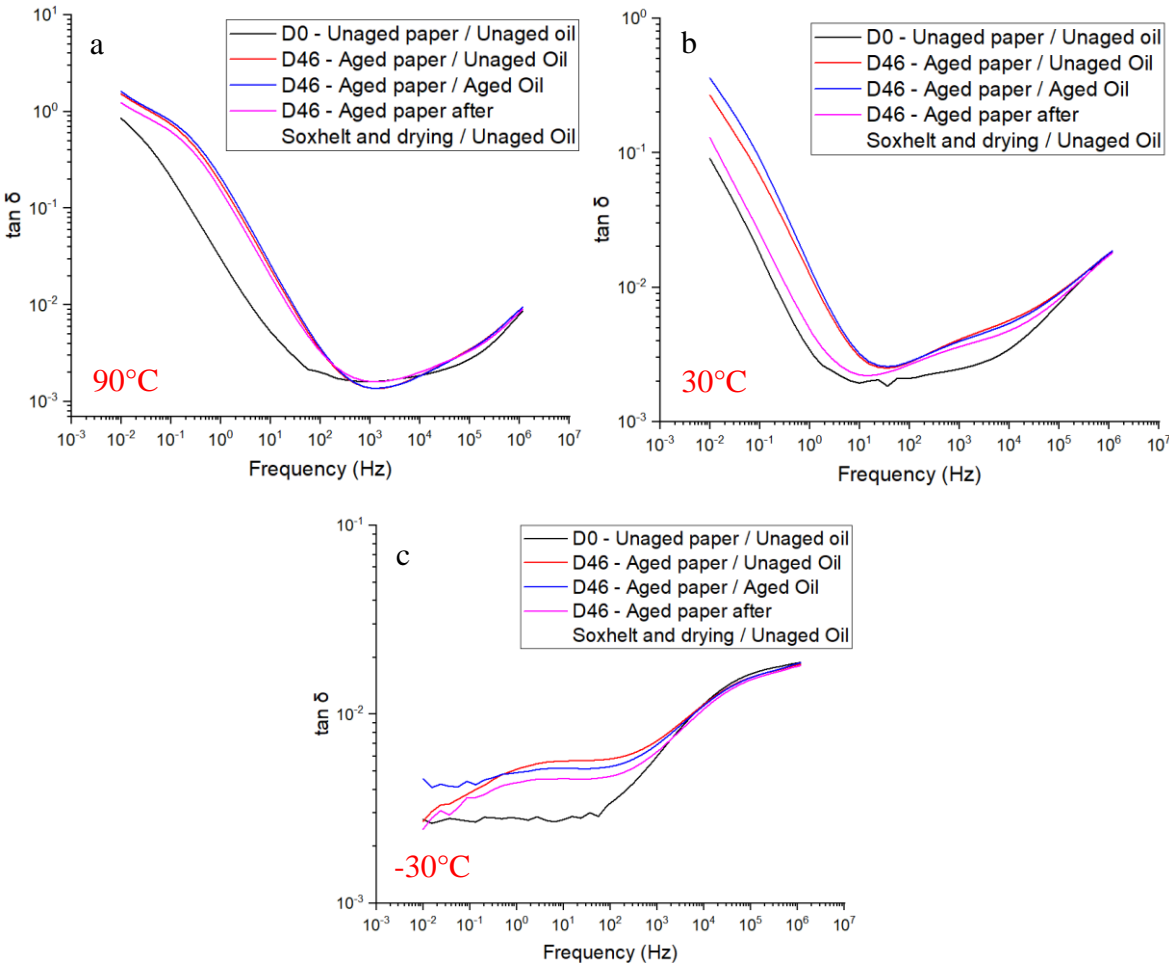 a
D0 - Unaged paper / Unaged oil
D46 - Aged paper / Unaged Oil
D46 - Aged paper / Aged Oil
D46 - Aged paper after
Soxhelt and drying / Unaged Oil
10^1
10^0
10^-1
10^-2
10^-3
tan δ
90°C
10^-3 10^-2 10^-1 10^0 10^1 10^2 10^3 10^4 10^5 10^6 10^7
Frequency (Hz)
b
D0 - Unaged paper / Unaged oil
D46 - Aged paper / Unaged Oil
D46 - Aged paper / Aged Oil
D46 - Aged paper after
Soxhelt and drying / Unaged Oil
10^0
10^-1
10^-2
10^-3
tan δ
30°C
10^-3 10^-2 10^-1 10^0 10^1 10^2 10^3 10^4 10^5 10^6 10^7
Frequency (Hz)
c
D0 - Unaged paper / Unaged oil
D46 - Aged paper / Unaged Oil
D46 - Aged paper / Aged Oil
D46 - Aged paper after
Soxhelt and drying / Unaged Oil
10^-1
10^-2
10^-3
tan δ
-30°C
10^-3 10^-2 10^-1 10^0 10^1 10^2 10^3 10^4 10^5 10^6 10^7
Frequency (Hz)